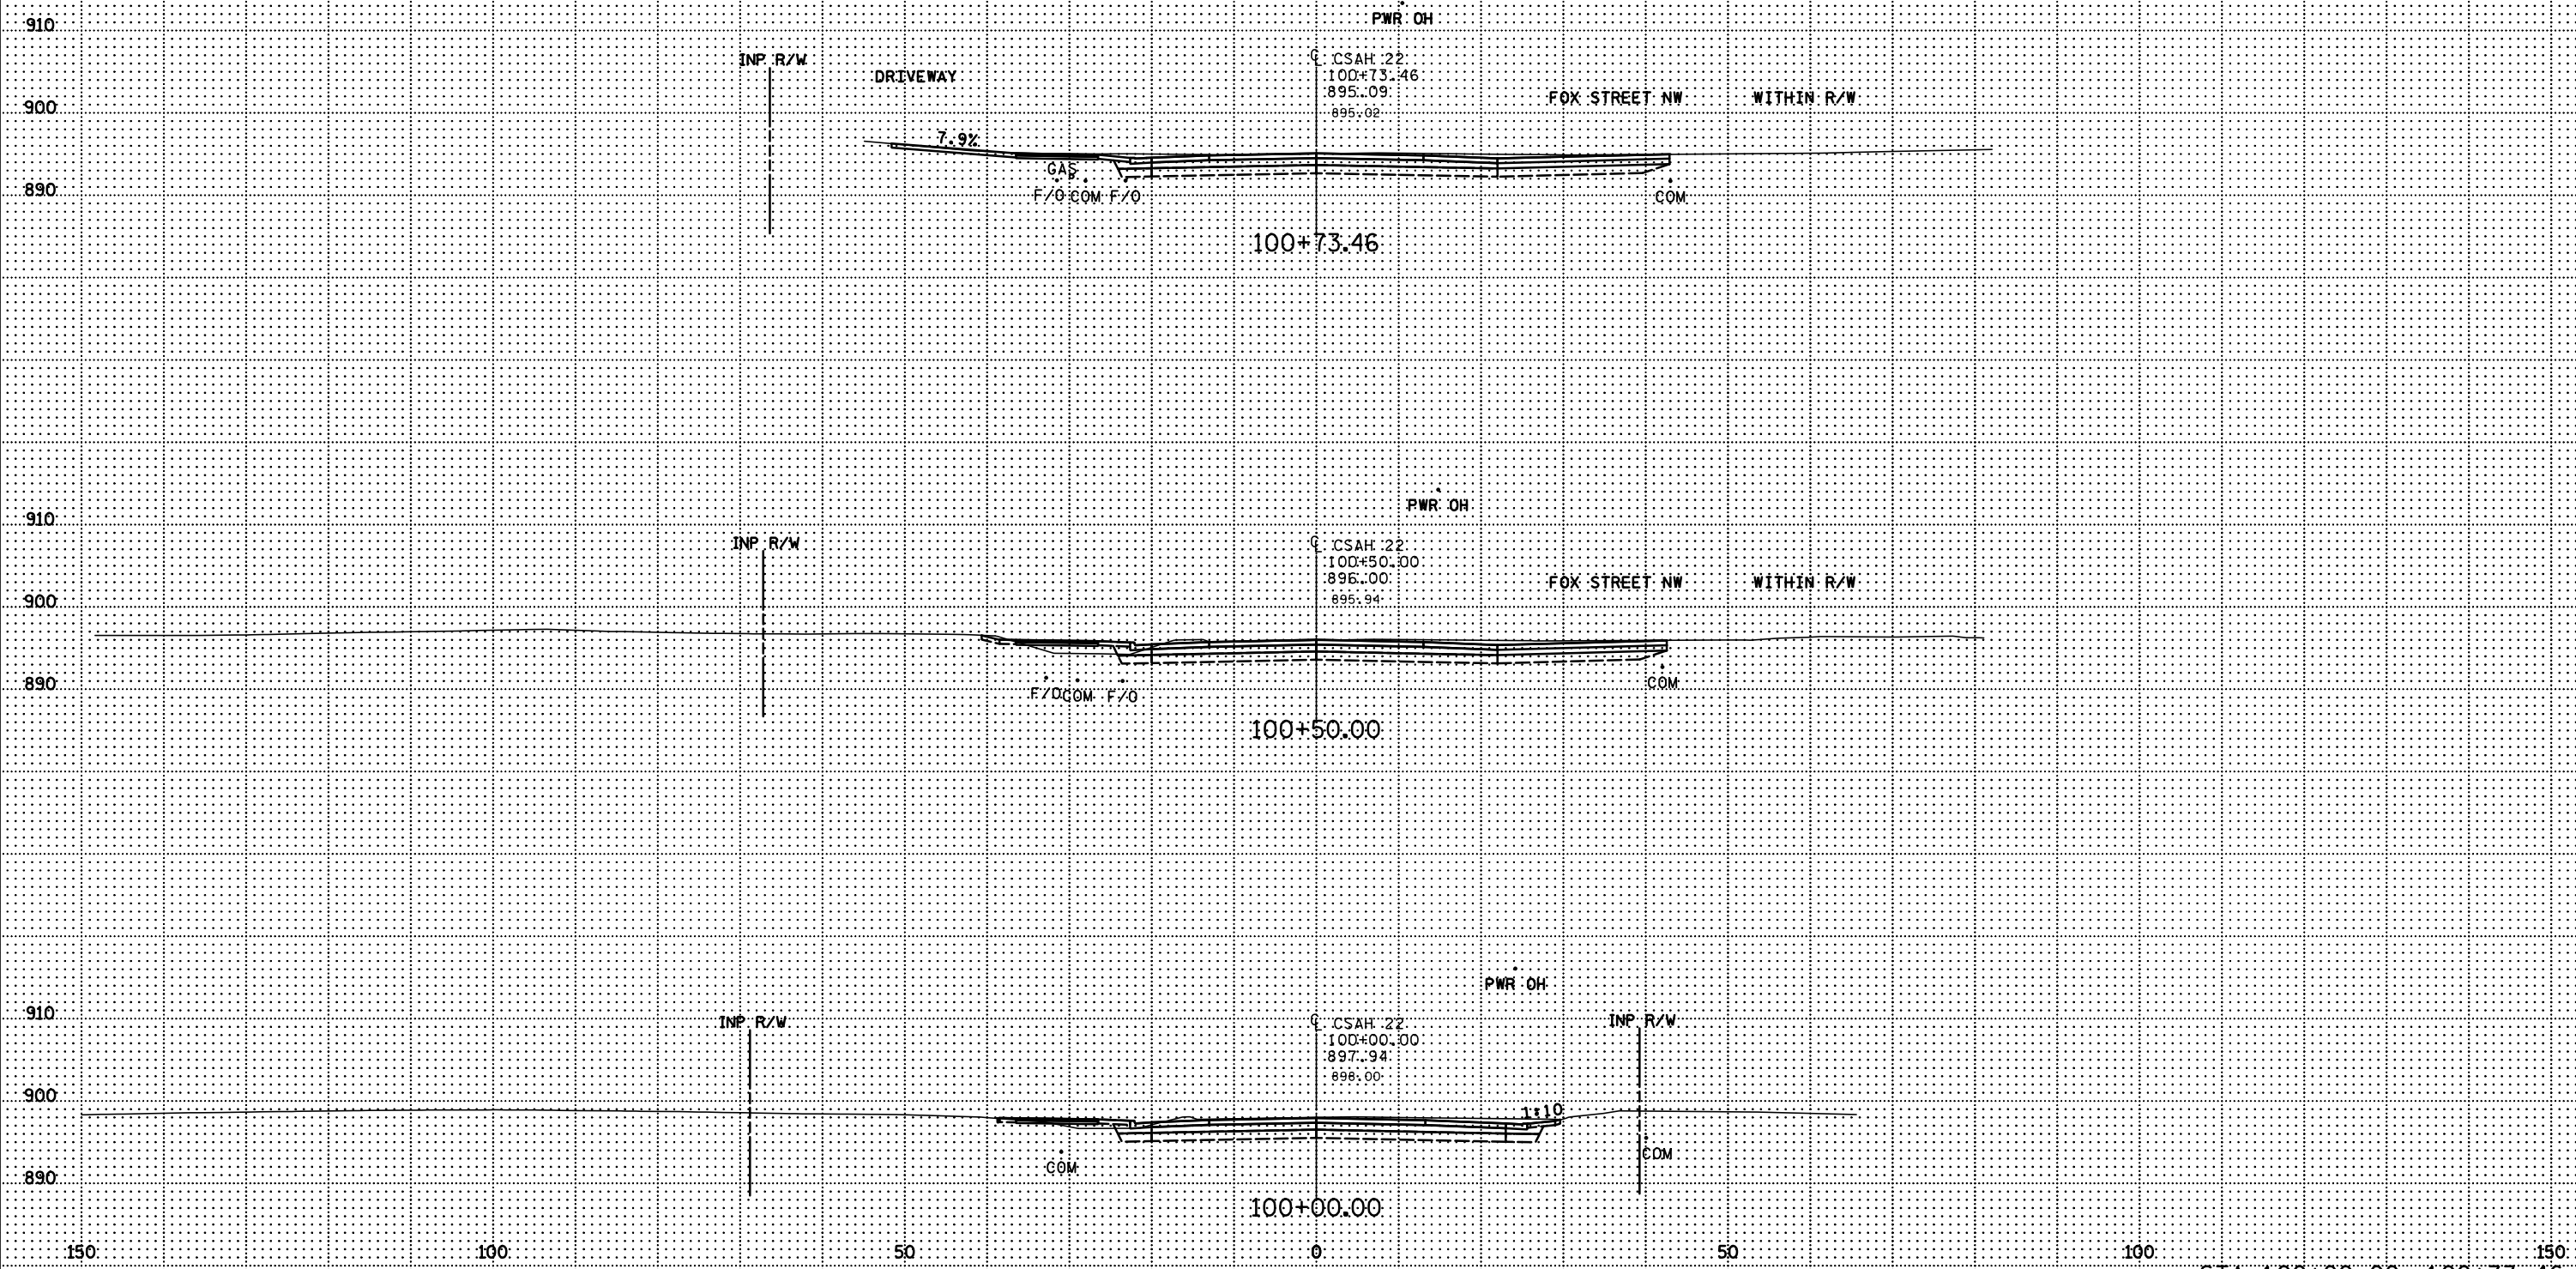 910
PWR OH
INP R/W
DRIVEWAY
CL CSAH 22
100+73.46
895.09
895.02
FOX STREET NW WITHIN R/W
900
7.9%
GAS
890
F/O COM F/O
COM
100+73.46
PWR OH
910
INP R/W
CL CSAH 22
100+50.00
896.00
895.94
FOX STREET NW WITHIN R/W
900
890
F/O COM F/O
COM
100+50.00
PWR OH
910
INP R/W
CL CSAH 22
100+00.00
897.94
898.00
INP R/W
900
1:10
890
COM
COM
100+00.00
150 100 50 0 50 100 150